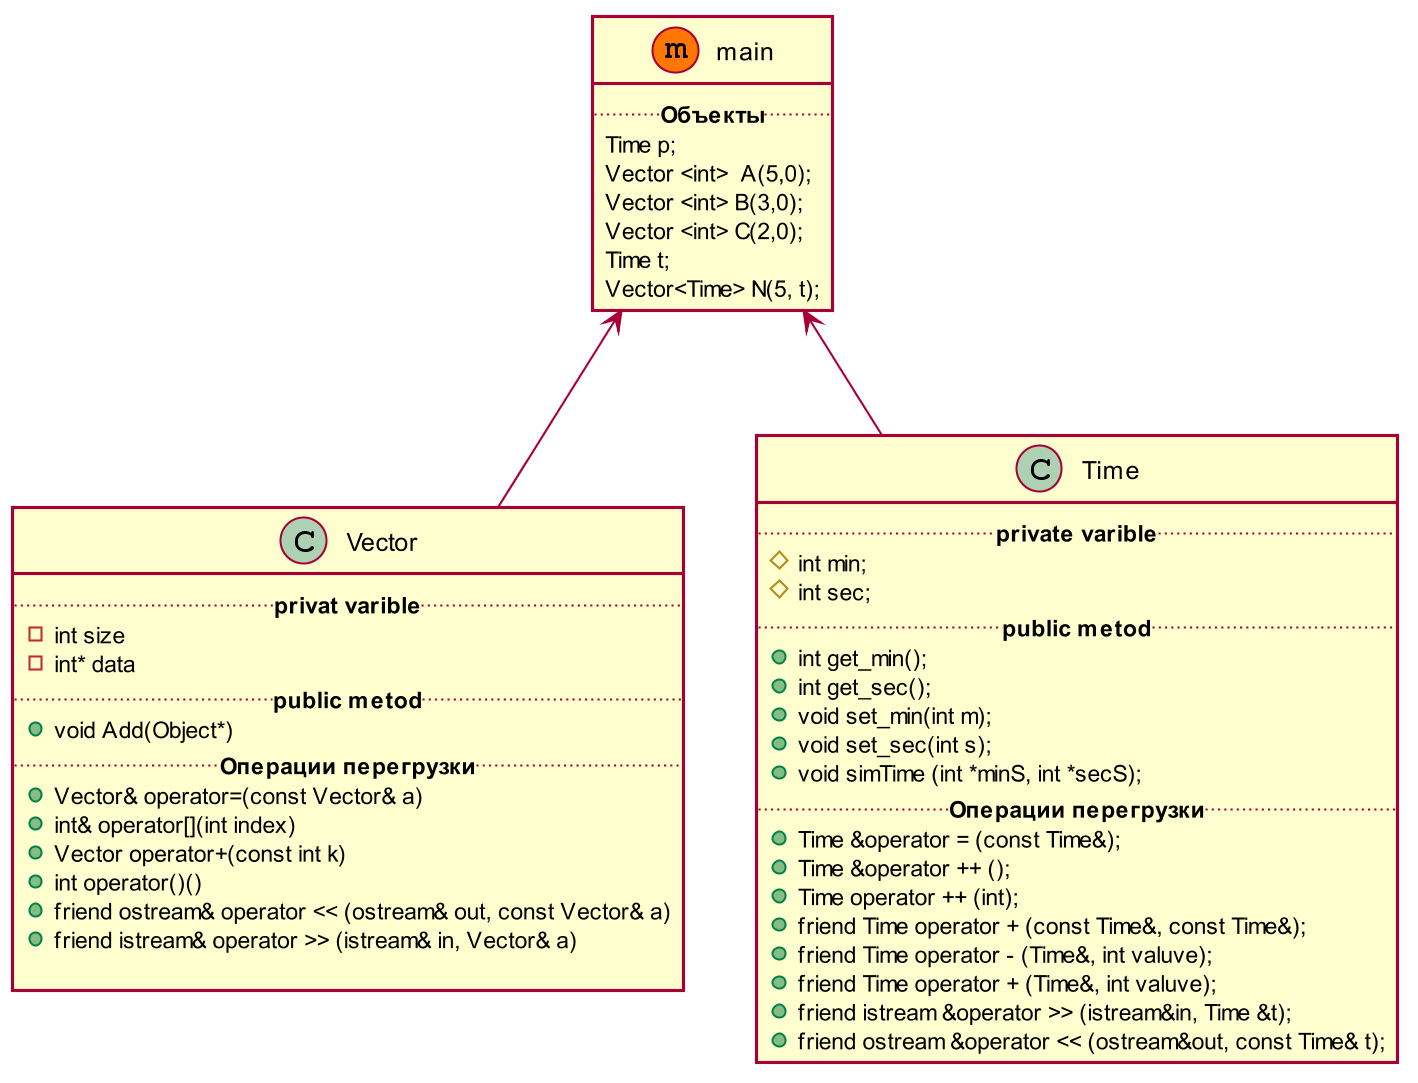 m main
Объекты
Time p;
Vector <int>  A(5,0);
Vector <int> B(3,0);
Vector <int> C(2,0);
Time t;
Vector<Time> N(5, t);
C Vector
privat varible
int size
int* data
public metod
void Add(Object*)
Операции перегрузки
Vector& operator=(const Vector& a)
int& operator[](int index)
Vector operator+(const int k)
int operator()()
friend ostream& operator << (ostream& out, const Vector& a)
friend istream& operator >> (istream& in, Vector& a)
C Time
private varible
int min;
int sec;
public metod
int get_min();
int get_sec();
void set_min(int m);
void set_sec(int s);
void simTime (int *minS, int *secS);
Операции перегрузки
Time &operator = (const Time&);
Time &operator ++ ();
Time operator ++ (int);
friend Time operator + (const Time&, const Time&);
friend Time operator - (Time&, int valuve);
friend Time operator + (Time&, int valuve);
friend istream &operator >> (istream&in, Time &t);
friend ostream &operator << (ostream&out, const Time& t);